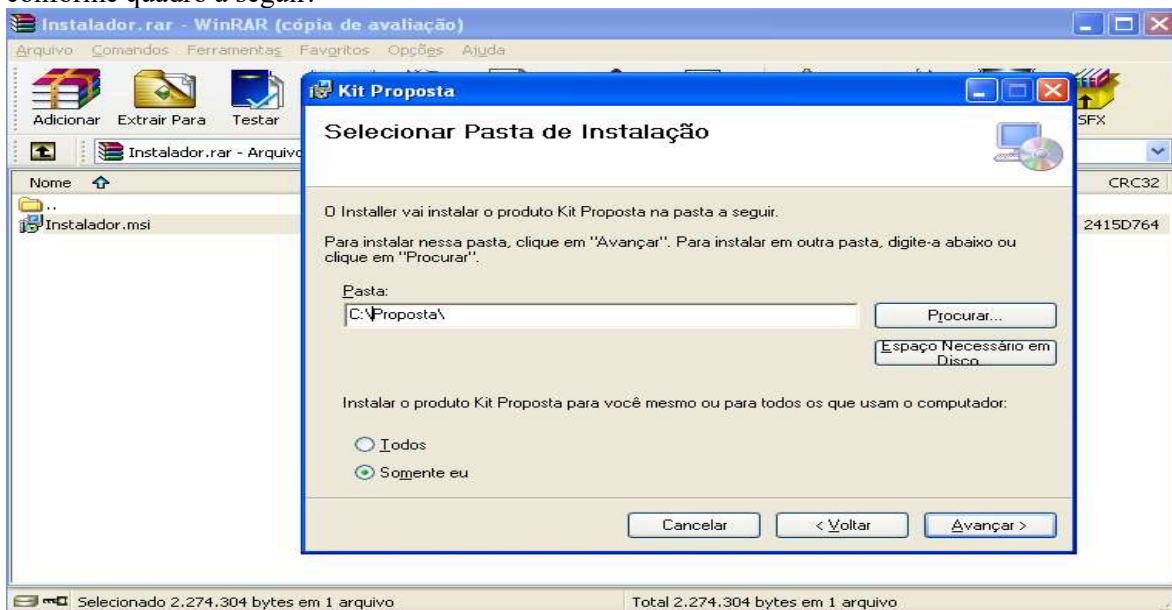 conforme quadro a seguir:
Instalador.rar - WinRAR (cópia de avaliação)
Arquivo Comandos Ferramentas Favoritos Opções Ajuda
Adicionar Extrair Para Testar SFX
Instalador.rar - Arquivo
Nome CRC32
..
Instalador.msi 2415D764
Kit Proposta
Selecionar Pasta de Instalação
O Installer vai instalar o produto Kit Proposta na pasta a seguir.
Para instalar nessa pasta, clique em "Avançar". Para instalar em outra pasta, digite-a abaixo ou
clique em "Procurar".
Pasta:
C:\Proposta\
Procurar...
Espaço Necessário em
Disco...
Instalar o produto Kit Proposta para você mesmo ou para todos os que usam o computador:
Todos
Somente eu
Cancelar < Voltar Avançar >
Selecionado 2.274.304 bytes em 1 arquivo Total 2.274.304 bytes em 1 arquivo